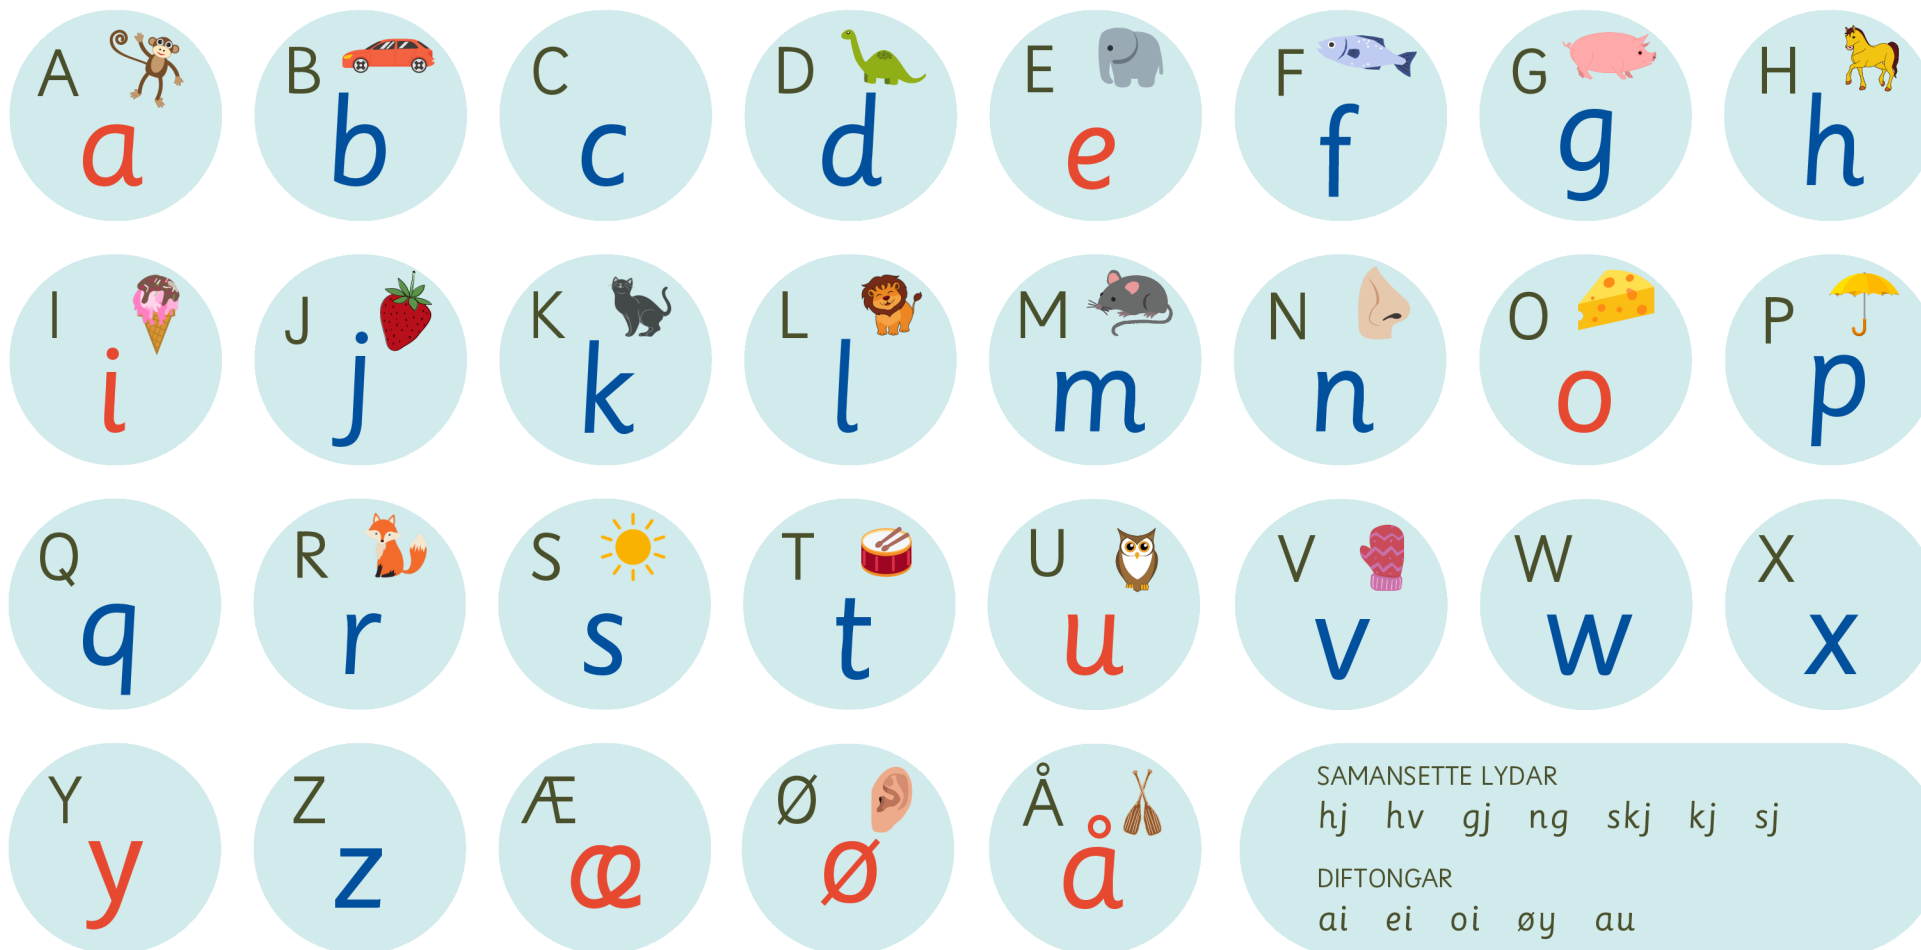 A a
B b
C c
D d
E e
F f
G g
H h
I i
J j
K k
L l
M m
N n
O o
P p
Q q
R r
S s
T t
U u
V v
W w
X x
Y y
Z z
Æ æ
Ø ø
Å å
SAMANSETTE LYDAR
hj hv gj ng skj kj sj
DIFTONGAR
ai ei oi øy au